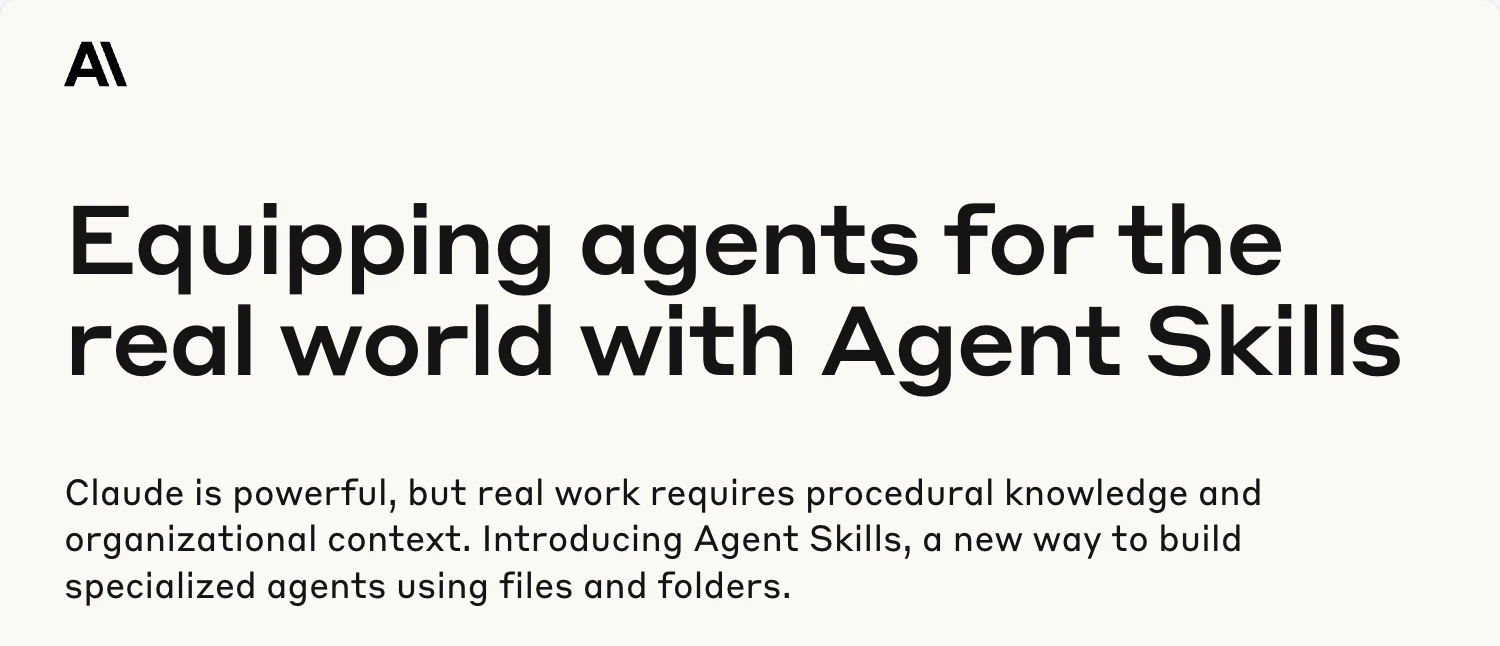 Equipping agents for the
real world with Agent Skills
Claude is powerful, but real work requires procedural knowledge and
organizational context. Introducing Agent Skills, a new way to build
specialized agents using files and folders.